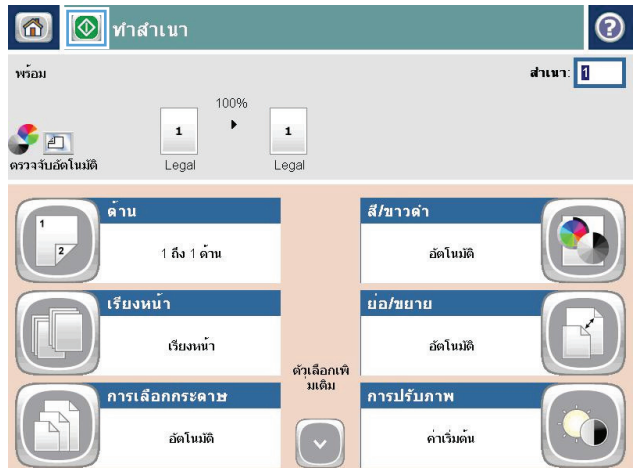 ทำสำเนา
พร้อม
สำเนา: 1
100%
1
1
ตรวจจับอัตโนมัติ
Legal
Legal
ด้าน
1
2
1 ถึง 1 ด้าน
สี/ขาวดำ
อัตโนมัติ
เรียงหน้า
เรียงหน้า
ย่อ/ขยาย
อัตโนมัติ
ตัวเลือกเพิ
มเติม
การเลือกกระดาษ
อัตโนมัติ
การปรับภาพ
ค่าเริ่มต้น